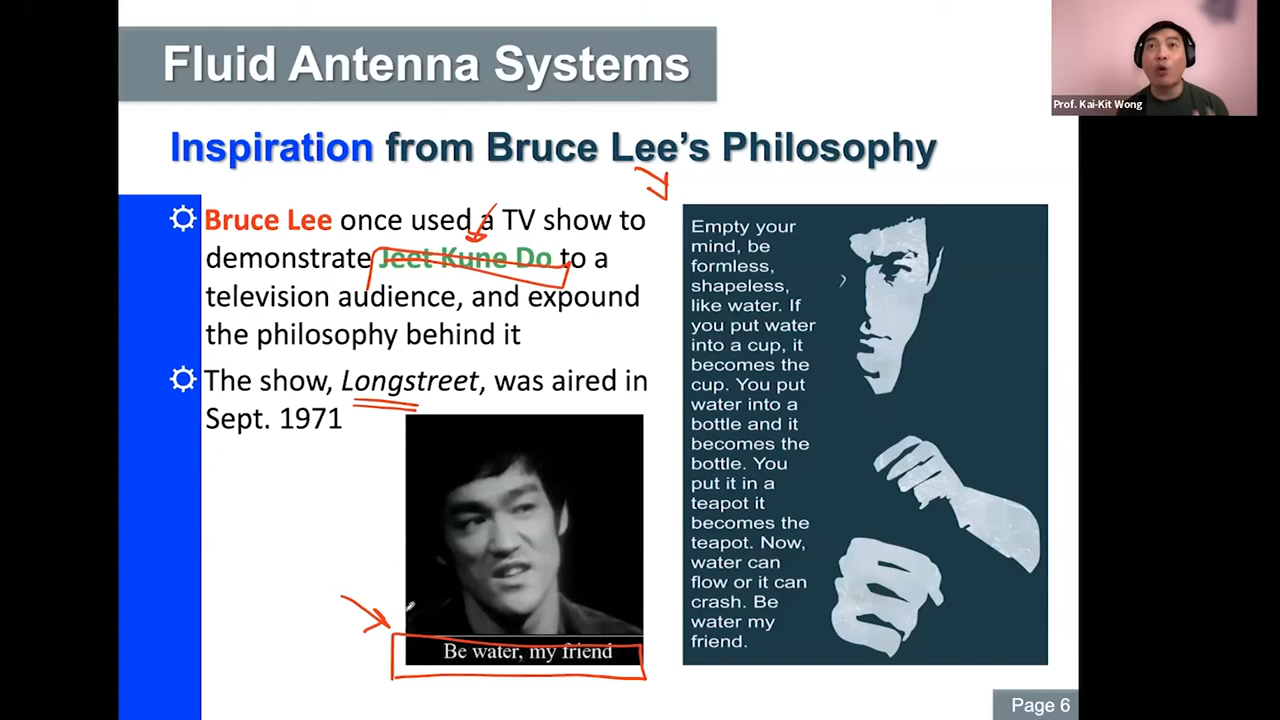 Fluid Antenna Systems
Prof. Kai-Kit Wong
Inspiration from Bruce Lee's Philosophy
Bruce Lee once used a TV show to
demonstrate Jeet Kune Do to a
television audience, and expound
the philosophy behind it
The show, Longstreet, was aired in
Sept. 1971
Be water, my friend
Empty your
mind, be
formless,
shapeless,
like water. If
you put water
into a cup, it
becomes the
cup. You put
water into a
bottle and it
becomes the
bottle. You
put it in a
teapot it
becomes the
teapot. Now,
water can
flow or it can
crash. Be
water my
friend.
Page 6